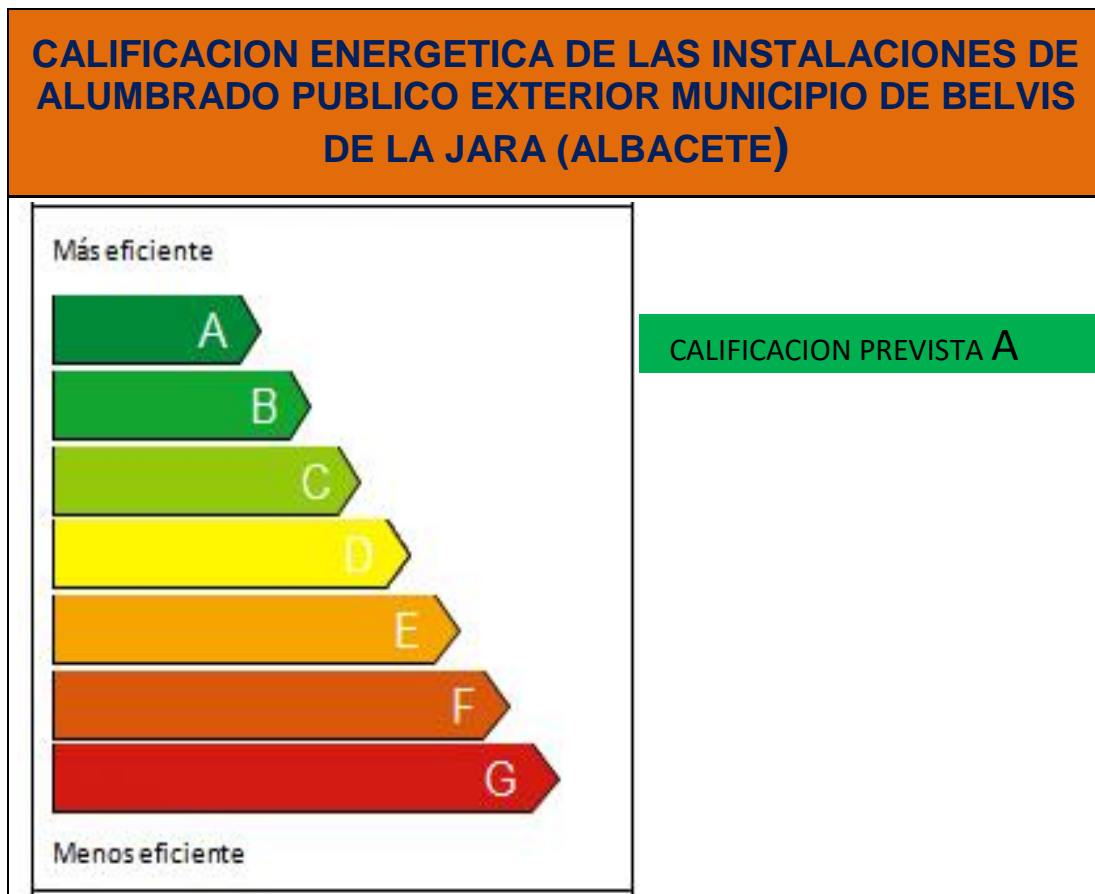 CALIFICACION ENERGETICA DE LAS INSTALACIONES DE
ALUMBRADO PUBLICO EXTERIOR MUNICIPIO DE BELVIS
DE LA JARA (ALBACETE)
Más eficiente
A
CALIFICACION PREVISTA A
B
C
D
E
F
G
Menos eficiente